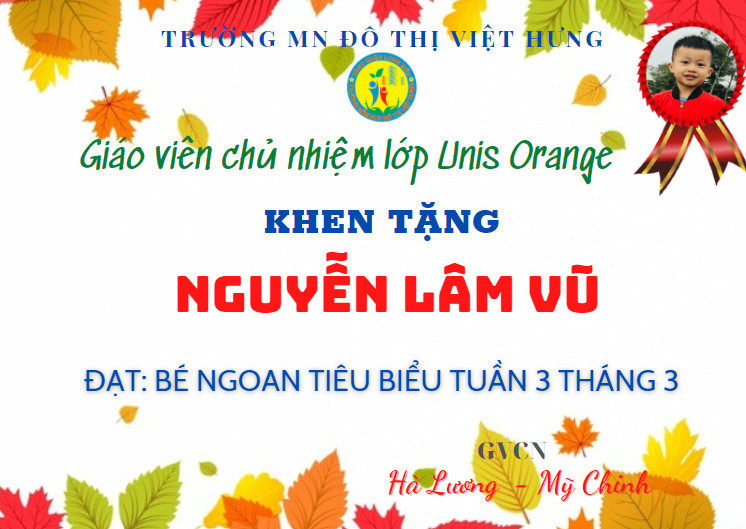 TRƯỜNG MN ĐÔ THỊ VIỆT HƯNG
Giáo viên chủ nhiệm lớp Unis Orange
KHEN TẶNG
NGUYỄN LÂM VŨ
ĐẠT: BÉ NGOAN TIÊU BIỂU TUẦN 3 THÁNG 3
GVCN
Hà Lương - Mỹ Chinh